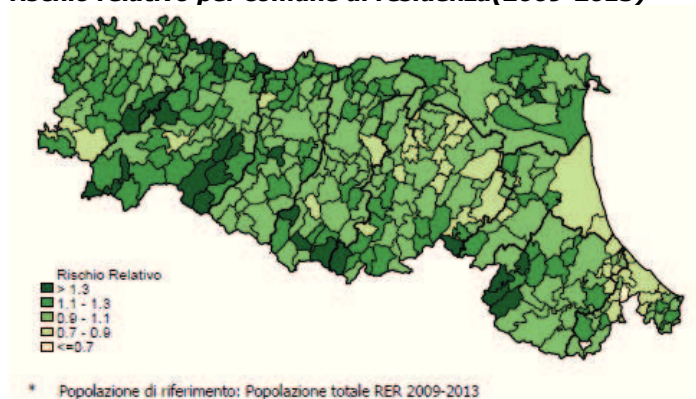 Rischio relativo per comune di residenza(2009-2013)
Rischio Relativo
> 1.3
1.1 - 1.3
0.9 - 1.1
0.7 - 0.9
<=0.7
* Popolazione di riferimento: Popolazione totale RER 2009-2013